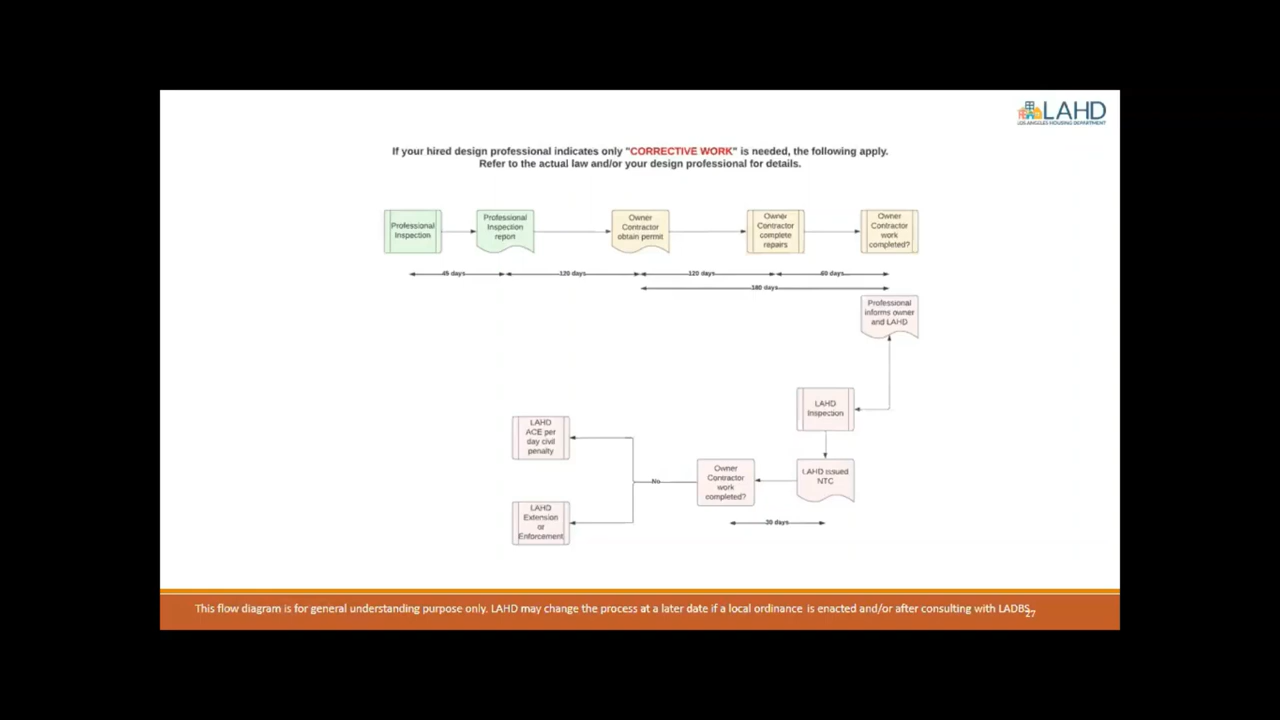 LAHD
LOS ANGELES HOUSING DEPARTMENT
If your hired design professional indicates only "CORRECTIVE WORK" is needed, the following apply.
Refer to the actual law and/or your design professional for details.
Professional
Inspection
Professional
Inspection
report
Owner
Contractor
obtain permit
Owner
Contractor
complete
repairs
Owner
Contractor
work
completed?
45 days
120 days
120 days
60 days
180 days
Professional
informs owner
and LAHD
LAHD
Inspection
LAHD
ACE per
day civil
penalty
No
Owner
Contractor
work
completed?
LAHD issued
NTC
LAHD
Extension
or
Enforcement
30 days
This flow diagram is for general understanding purpose only. LAHD may change the process at a later date if a local ordinance is enacted and/or after consulting with LADBS.
27